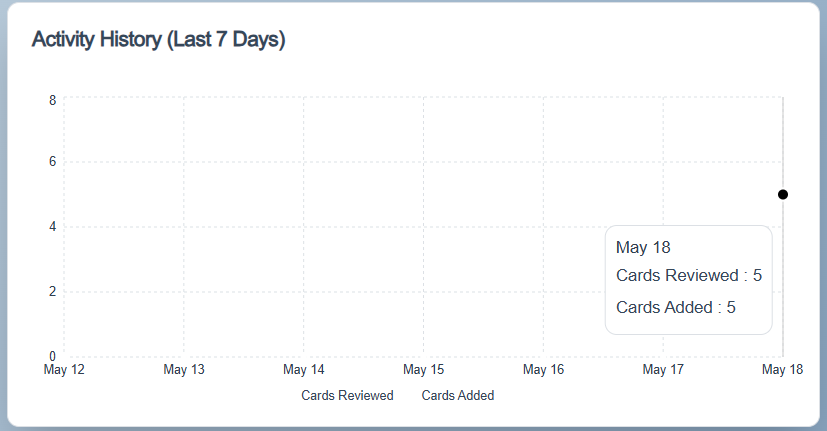 Activity History (Last 7 Days)
8
6
4
2
0
May 18
Cards Reviewed : 5
Cards Added : 5
May 12 May 13 May 14 May 15 May 16 May 17 May 18
Cards Reviewed Cards Added